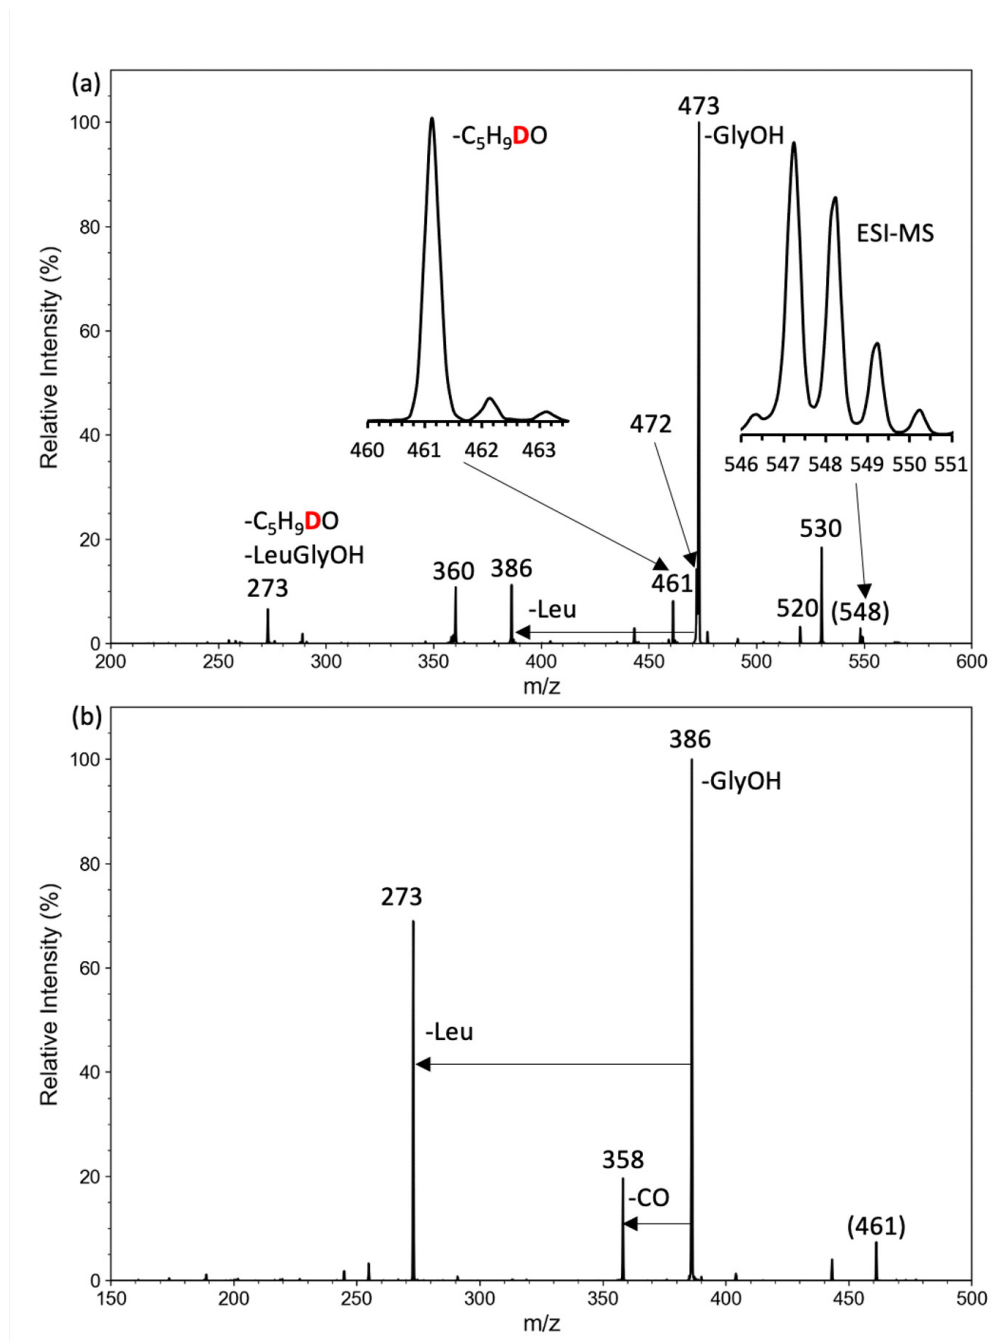 (a)
Relative Intensity (%)
100
80
60
40
20
0
-C₅H₉DO
473
-GlyOH
ESI-MS
472
460 461 462 463
546 547 548 549 550 551
-C₅H₉DO
-LeuGlyOH
273
360
386
-Leu
461
520
530
(548)
200 250 300 350 400 450 500 550 600
m/z
(b)
Relative Intensity (%)
100
80
60
40
20
0
386
-GlyOH
273
-Leu
358
-CO
(461)
150 200 250 300 350 400 450 500
m/z